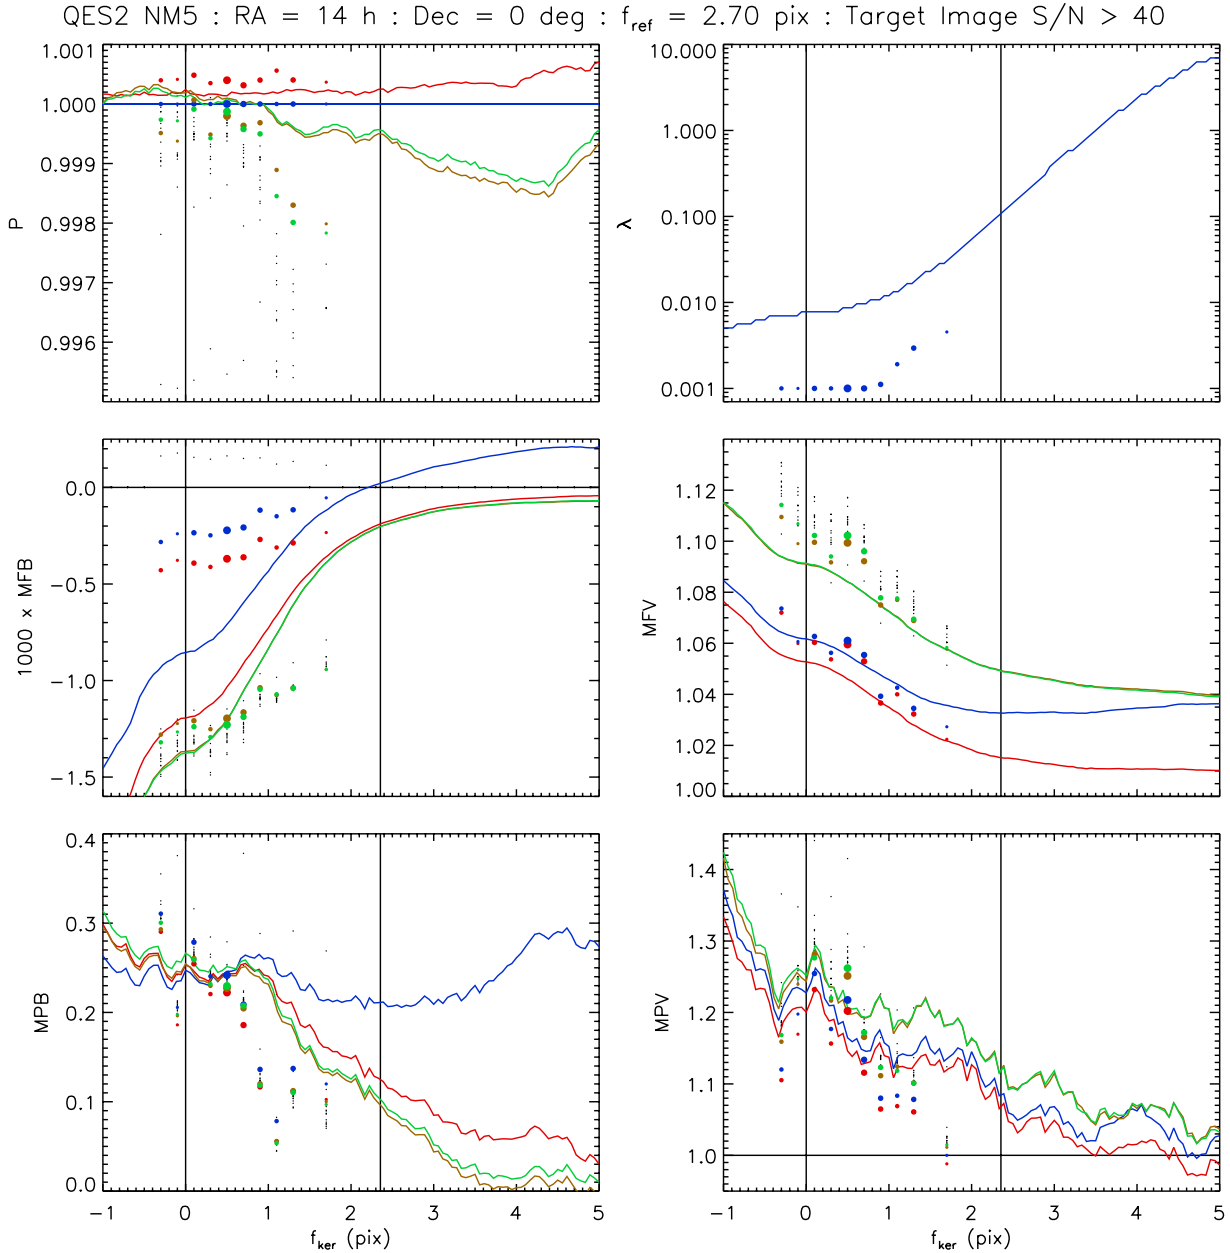 QES2 NM5 : RA = 14 h : Dec = 0 deg : f_ref = 2.70 pix : Target Image S/N > 40
1.001
1.000
0.999
0.998
0.997
0.996
P
10.000
1.000
0.100
0.010
0.001
λ
0.0
−0.5
−1.0
−1.5
1000 x MFB
1.12
1.10
1.08
1.06
1.04
1.02
1.00
MFV
0.4
0.3
0.2
0.1
0.0
MPB
−1 0 1 2 3 4 5
f_ker (pix)
1.4
1.3
1.2
1.1
1.0
MPV
−1 0 1 2 3 4 5
f_ker (pix)